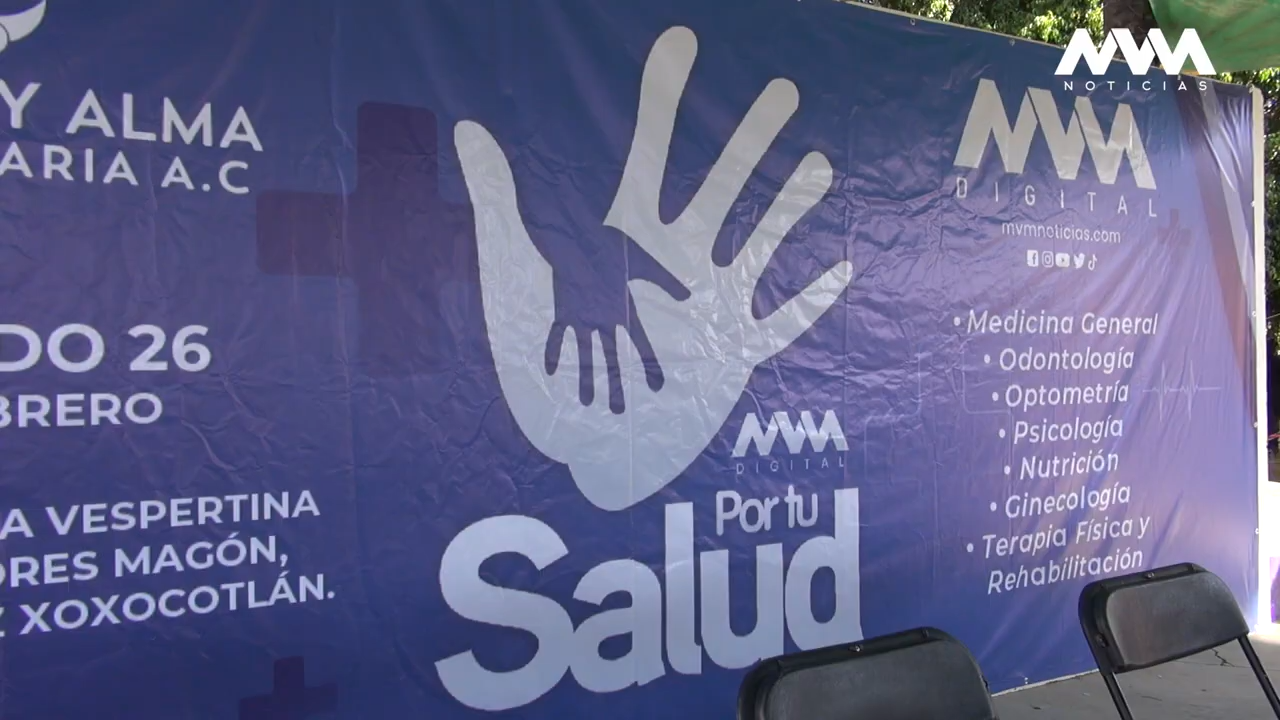 Y ALMA
ARIA A.C
DO 26
BRERO
A VESPERTINA
ORES MAGÓN,
Z XOXOCOTLÁN.
MVM
DIGITAL
Por tu
Salud
MVM
DIGITAL
mvmnoticias.com
• Medicina General
• Odontología
• Optometría
• Psicología
• Nutrición
• Ginecología
• Terapia Física y
Rehabilitación
MVM
NOTICIAS